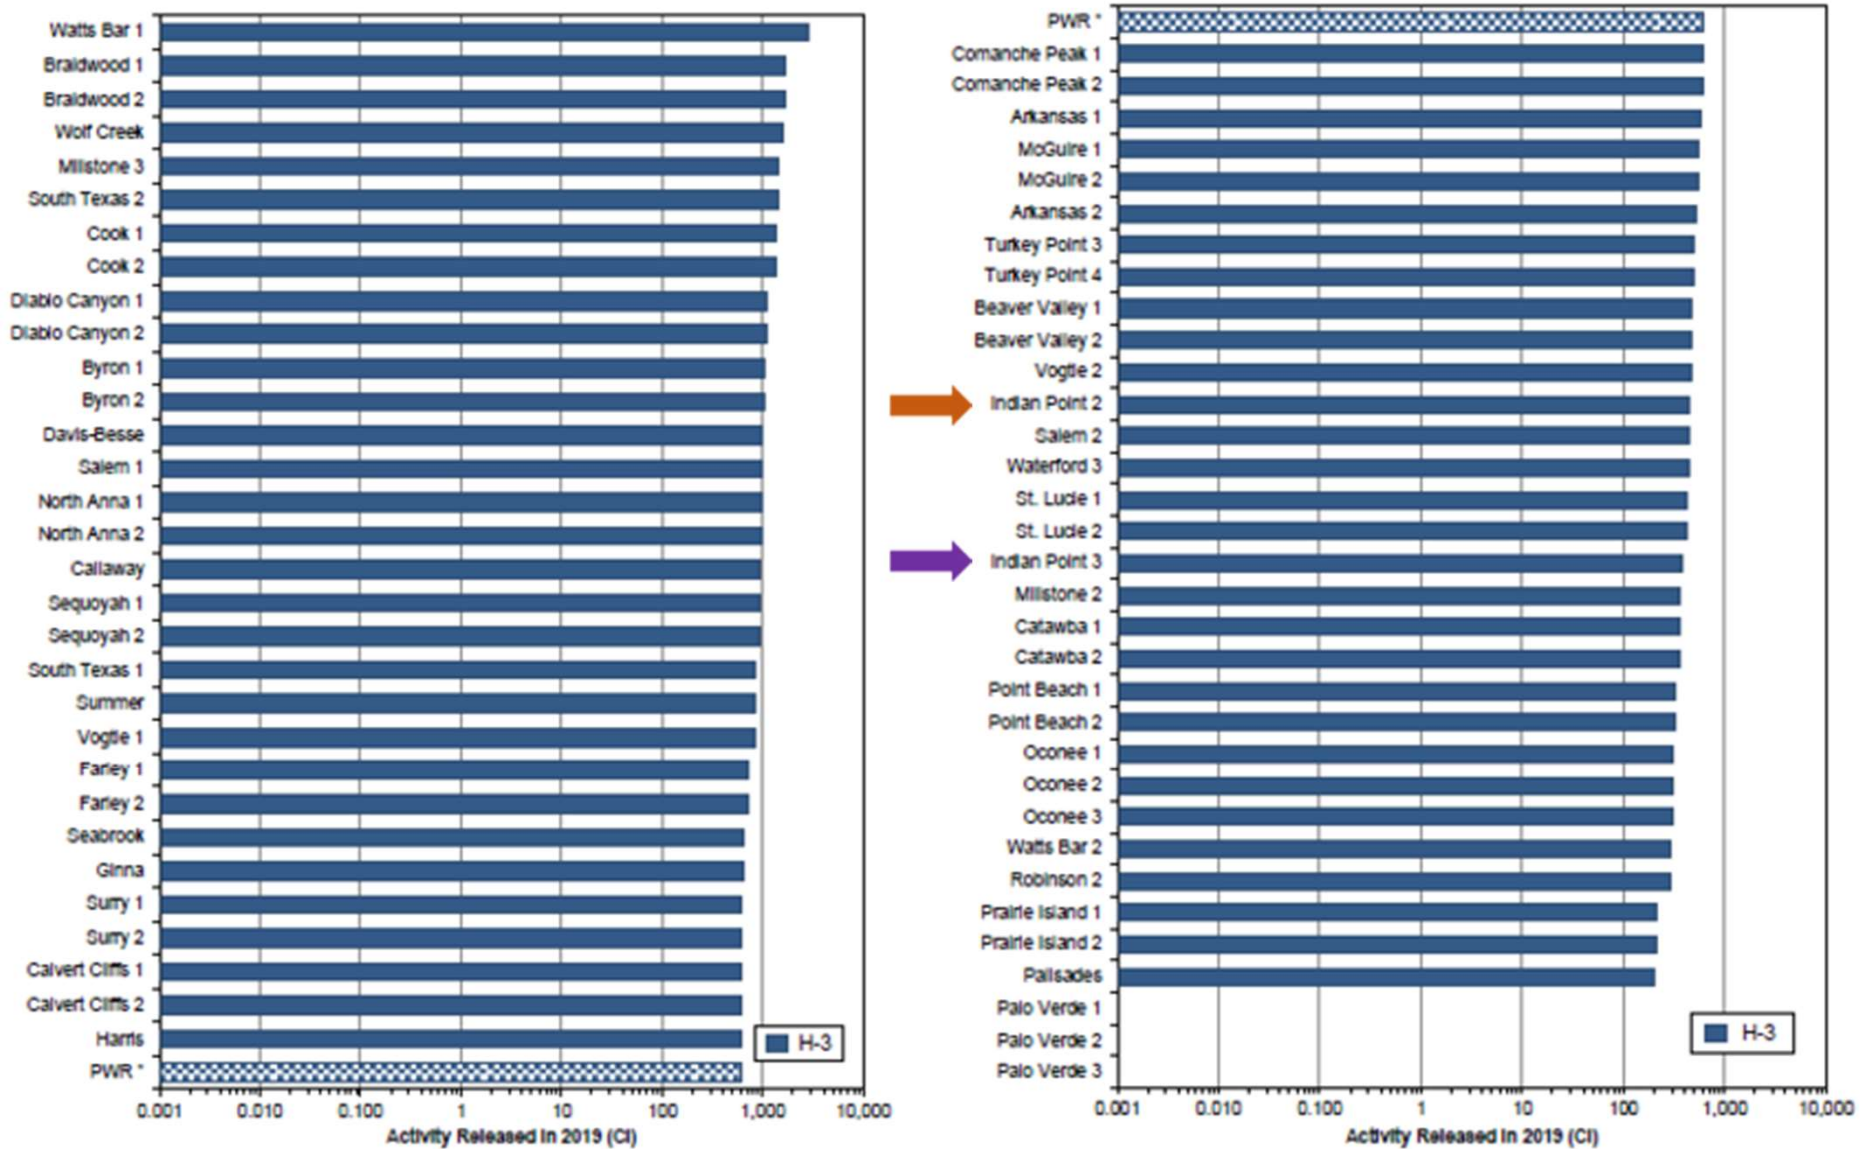 Watts Bar 1
Braidwood 1
Braidwood 2
Wolf Creek
Millstone 3
South Texas 2
Cook 1
Cook 2
Diablo Canyon 1
Diablo Canyon 2
Byron 1
Byron 2
Davis-Besse
Salem 1
North Anna 1
North Anna 2
Callaway
Sequoyah 1
Sequoyah 2
South Texas 1
Summer
Vogtle 1
Farley 1
Farley 2
Seabrook
Ginna
Surry 1
Surry 2
Calvert Cliffs 1
Calvert Cliffs 2
Harris
PWR *
H-3
0.001 0.010 0.100 1 10 100 1,000 10,000
Activity Released in 2019 (Ci)
PWR *
Comanche Peak 1
Comanche Peak 2
Arkansas 1
McGuire 1
McGuire 2
Arkansas 2
Turkey Point 3
Turkey Point 4
Beaver Valley 1
Beaver Valley 2
Vogtle 2
Indian Point 2
Salem 2
Waterford 3
St. Lucie 1
St. Lucie 2
Indian Point 3
Millstone 2
Catawba 1
Catawba 2
Point Beach 1
Point Beach 2
Oconee 1
Oconee 2
Oconee 3
Watts Bar 2
Robinson 2
Prairie Island 1
Prairie Island 2
Palisades
Palo Verde 1
Palo Verde 2
Palo Verde 3
H-3
0.001 0.010 0.100 1 10 100 1,000 10,000
Activity Released in 2019 (Ci)